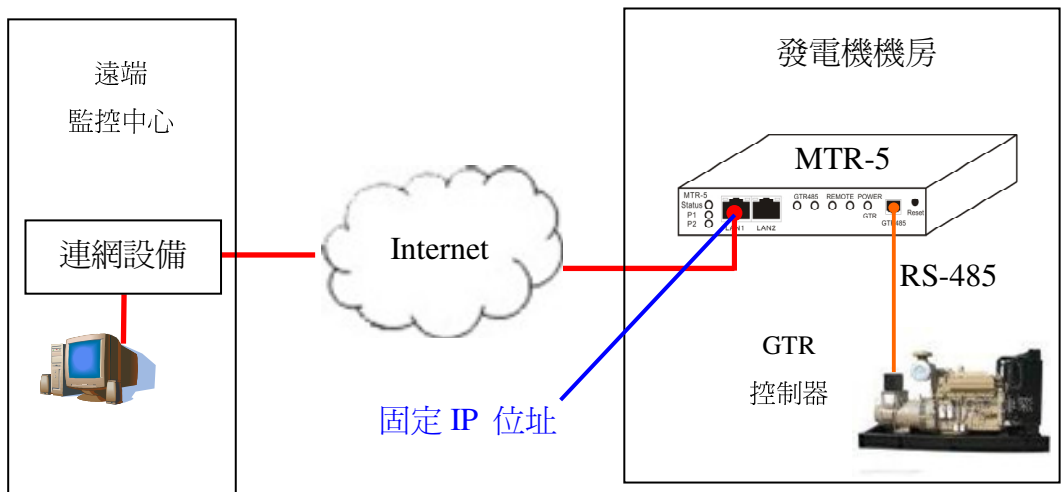 遠端
監控中心
連網設備
Internet
固定 IP 位址
發電機機房
MTR-5
MTR-5
Status
P1
P2
LAN1
LAN2
GTR485 REMOTE POWER
GTR
GTR485
Reset
RS-485
GTR
控制器